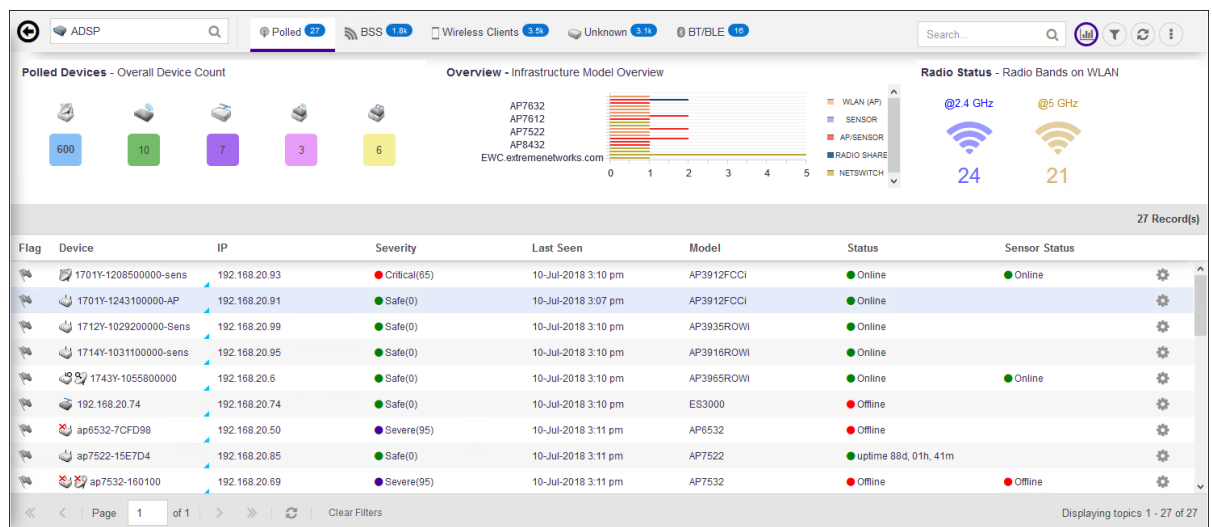 ADSP Polled 27 BSS 1.8k Wireless Clients 3.5k Unknown 3.1k BT/BLE 16 Search...
Polled Devices - Overall Device Count
600 10 7 3 6
Overview - Infrastructure Model Overview
AP7632
AP7612
AP7522
AP8432
EWC.extremenetworks.com
0 1 2 3 4 5
WLAN (AP)
SENSOR
AP/SENSOR
RADIO SHARE
NETSWITCH
Radio Status - Radio Bands on WLAN
@2.4 GHz @5 GHz
24 21
27 Record(s)
Flag Device IP Severity Last Seen Model Status Sensor Status
1701Y-1208500000-sens 192.168.20.93 Critical(65) 10-Jul-2018 3:10 pm AP3912FCCi Online Online
1701Y-1243100000-AP 192.168.20.91 Safe(0) 10-Jul-2018 3:07 pm AP3912FCCi Online
1712Y-1029200000-Sens 192.168.20.99 Safe(0) 10-Jul-2018 3:10 pm AP3935ROWi Online
1714Y-1031100000-sens 192.168.20.95 Safe(0) 10-Jul-2018 3:10 pm AP3916ROWi Online
1743Y-1055800000 192.168.20.6 Safe(0) 10-Jul-2018 3:10 pm AP3965ROWi Online Online
192.168.20.74 192.168.20.74 Safe(0) 10-Jul-2018 3:10 pm ES3000 Offline
ap6532-7CFD98 192.168.20.50 Severe(95) 10-Jul-2018 3:11 pm AP6532 Offline
ap7522-15E7D4 192.168.20.85 Safe(0) 10-Jul-2018 3:11 pm AP7522 uptime 88d, 01h, 41m
ap7532-160100 192.168.20.69 Severe(95) 10-Jul-2018 3:11 pm AP7532 Offline Offline
Page 1 of 1 Clear Filters Displaying topics 1 - 27 of 27